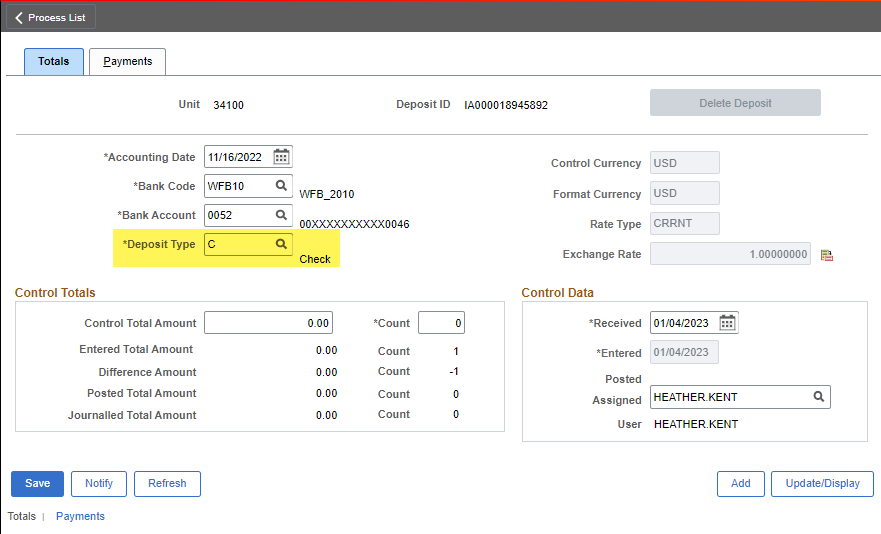 Process List
Totals Payments
Unit 34100 Deposit ID IA000018945892 Delete Deposit
*Accounting Date 11/16/2022 Control Currency USD
*Bank Code WFB10 WFB_2010 Format Currency USD
*Bank Account 0052 00XXXXXXXXXX0046 Rate Type CRRNT
*Deposit Type C Check Exchange Rate 1.00000000
Control Totals Control Data
Control Total Amount 0.00 *Count 0 *Received 01/04/2023
Entered Total Amount 0.00 Count 1 *Entered 01/04/2023
Difference Amount 0.00 Count -1 Posted
Posted Total Amount 0.00 Count 0 Assigned HEATHER.KENT
Journalled Total Amount 0.00 Count 0 User HEATHER.KENT
Save Notify Refresh Add Update/Display
Totals | Payments